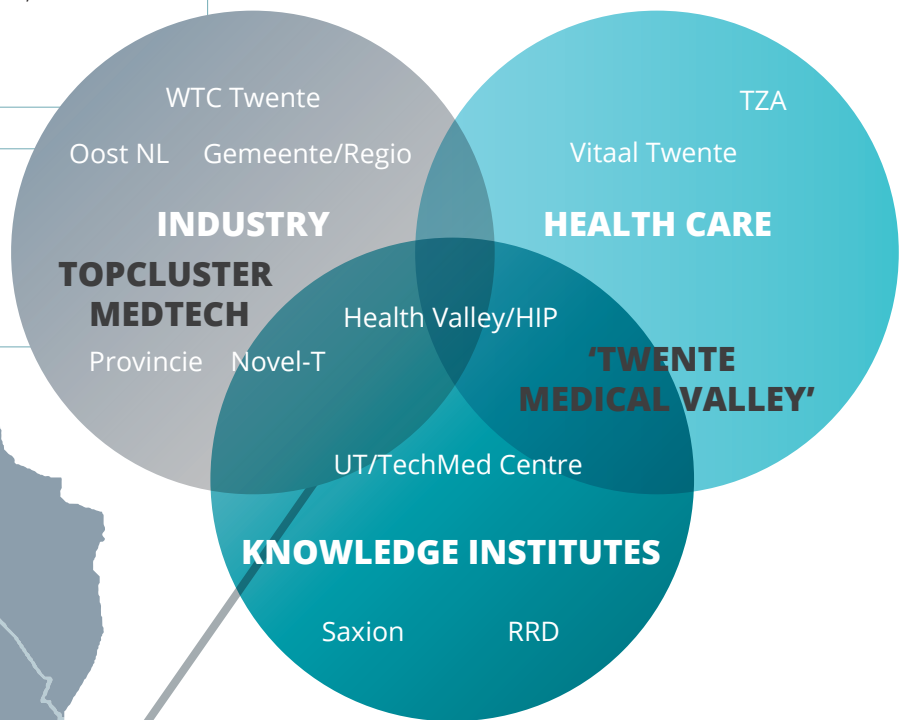 WTC Twente
TZA
Oost NL Gemeente/Regio
Vitaal Twente
INDUSTRY
HEALTH CARE
TOPCLUSTER
MEDTECH
Health Valley/HIP
Provincie Novel-T
‘TWENTE
MEDICAL VALLEY’
UT/TechMed Centre
KNOWLEDGE INSTITUTES
Saxion
RRD